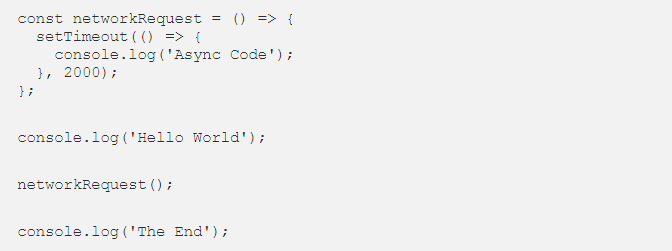 const networkRequest = () => {
  setTimeout(() => {
    console.log('Async Code');
  }, 2000);
};
console.log('Hello World');
networkRequest();
console.log('The End');